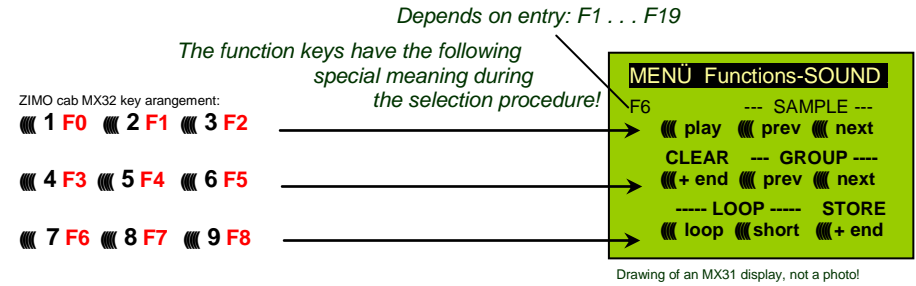 Depends on entry: F1 . . . F19
The function keys have the following
special meaning during
the selection procedure!
ZIMO cab MX32 key arangement:
1 F0 2 F1 3 F2
4 F3 5 F4 6 F5
7 F6 8 F7 9 F8
MENÜ Functions-SOUND
F6 --- SAMPLE ---
play prev next
CLEAR --- GROUP ----
+ end prev next
----- LOOP ----- STORE
loop short + end
Drawing of an MX31 display, not a photo!